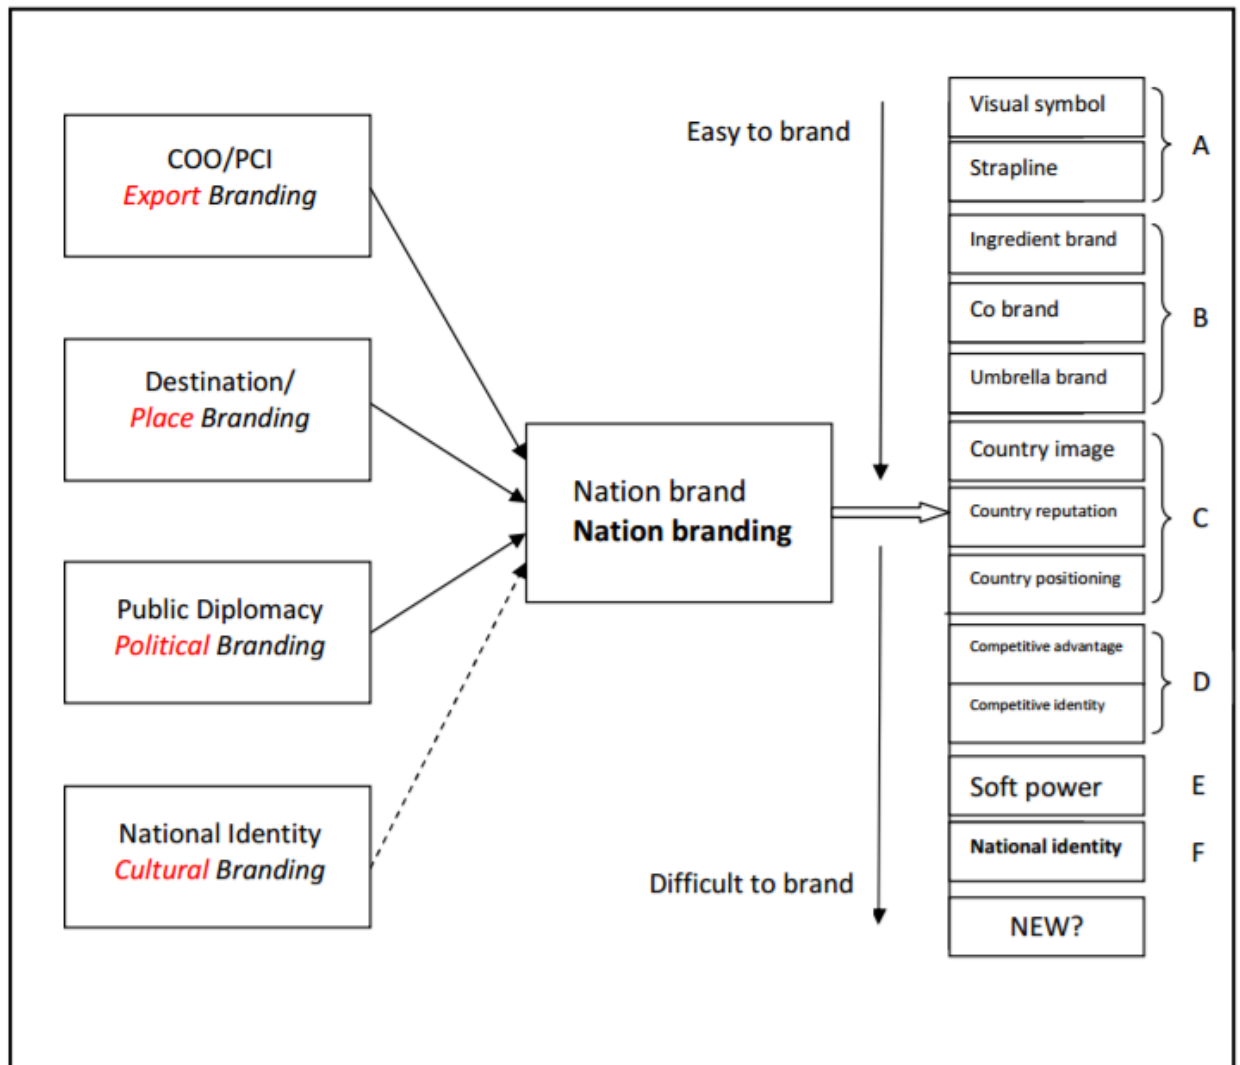 COO/PCI
Export Branding
Destination/
Place Branding
Public Diplomacy
Political Branding
National Identity
Cultural Branding
Nation brand
Nation branding
Easy to brand
Difficult to brand
Visual symbol
Strapline
A
Ingredient brand
Co brand
Umbrella brand
B
Country image
Country reputation
Country positioning
C
Competitive advantage
Competitive identity
D
Soft power
E
National identity
F
NEW?